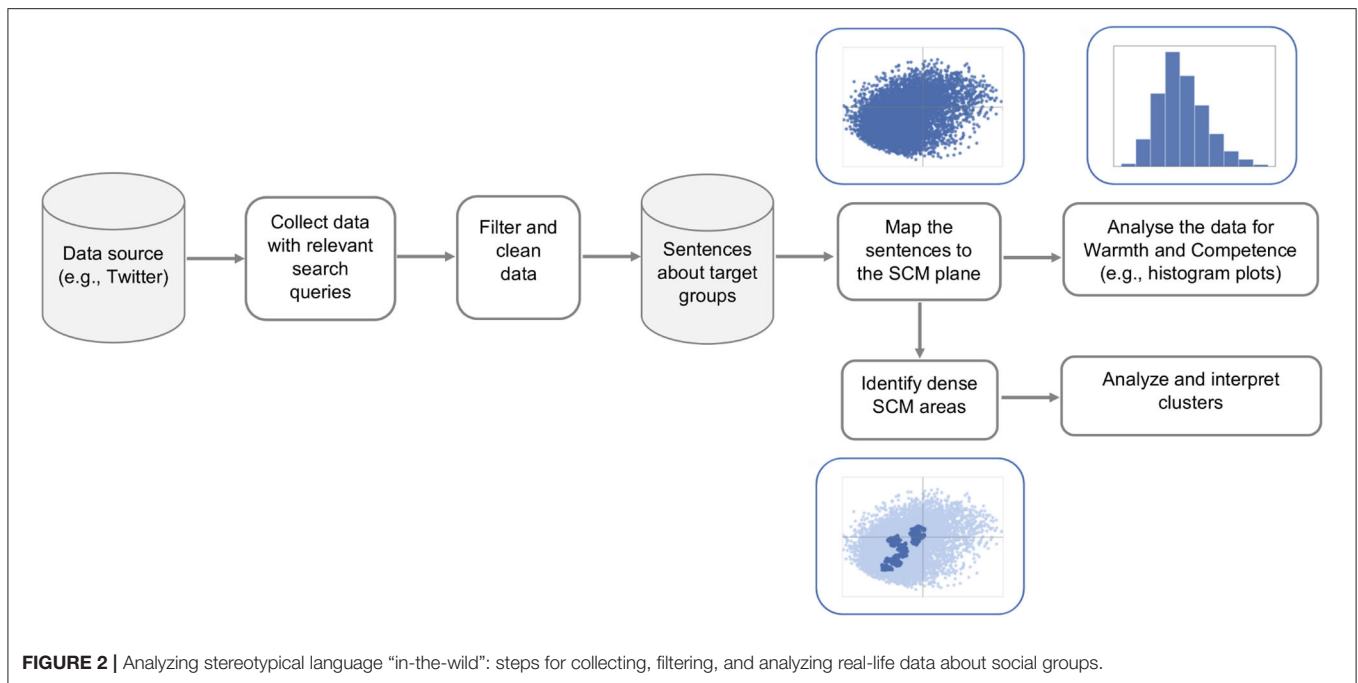 Data source
(e.g., Twitter)
Collect data
with relevant
search
queries
Filter and
clean
data
Sentences
about target
groups
Map the
sentences to
the SCM plane
Analyse the data for
Warmth and Competence
(e.g., histogram plots)
Identify dense
SCM areas
Analyze and interpret
clusters
FIGURE 2 | Analyzing stereotypical language “in-the-wild”: steps for collecting, filtering, and analyzing real-life data about social groups.